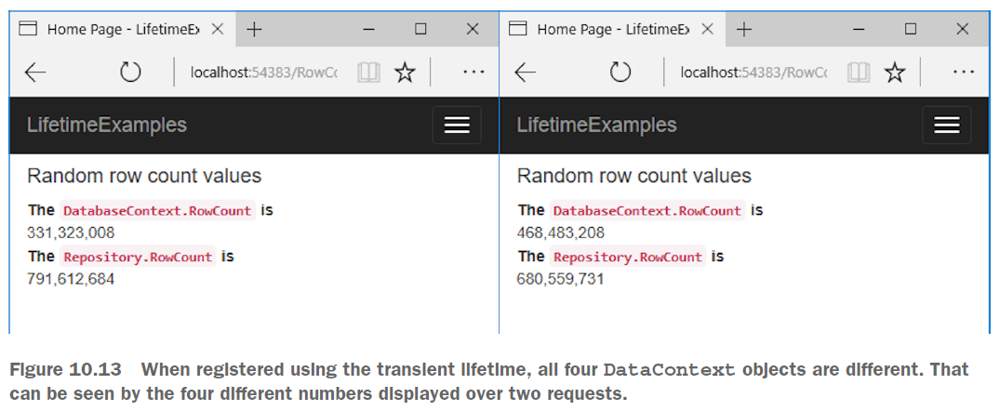 Home Page - LifetimeEx
localhost:54383/RowCo
LifetimeExamples
Random row count values
The DatabaseContext.RowCount is
331,323,008
The Repository.RowCount is
791,612,684
Home Page - LifetimeEx
localhost:54383/RowCo
LifetimeExamples
Random row count values
The DatabaseContext.RowCount is
468,483,208
The Repository.RowCount is
680,559,731
Figure 10.13 When registered using the transient lifetime, all four DataContext objects are different. That
can be seen by the four different numbers displayed over two requests.